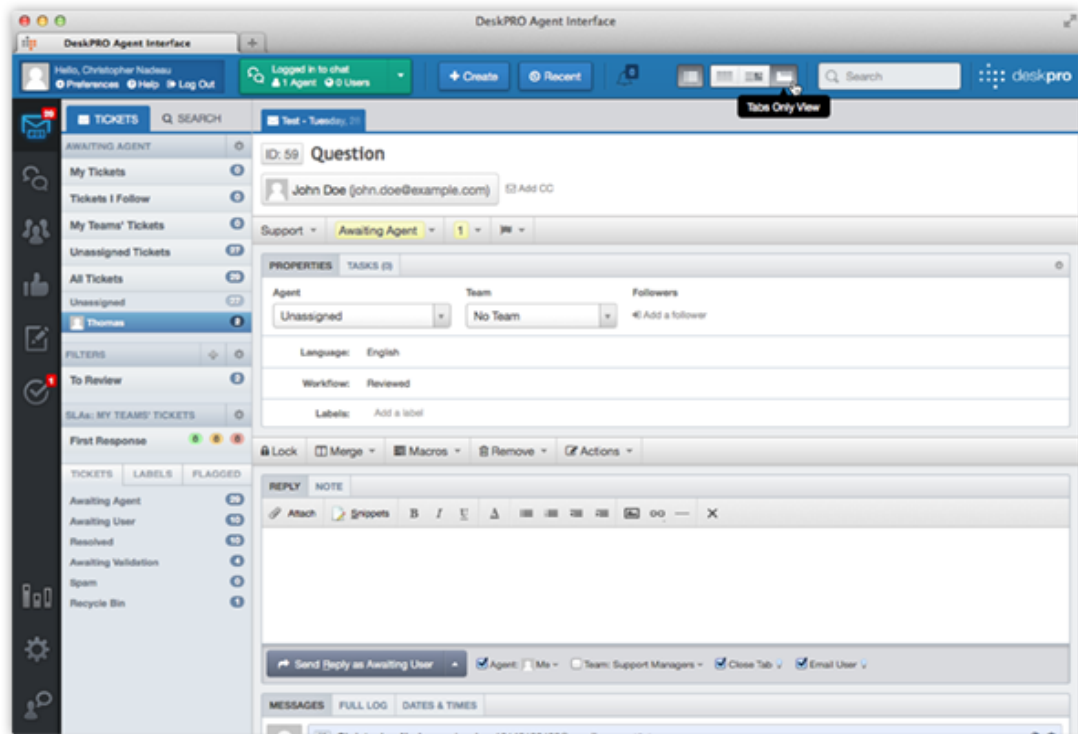 DeskPRO Agent Interface
DeskPRO Agent Interface
Hello, Christopher Nadeau
Preferences Help Log Out
Logged in to chat
1 Agent 0 Users
+ Create
Recent
0
Search
deskpro
Tabs Only View
TICKETS
SEARCH
AWAITING AGENT
My Tickets
Tickets I Follow
My Teams' Tickets
Unassigned Tickets
All Tickets
Unassigned
Thomas
FILTERS
To Review
SLAs: MY TEAMS' TICKETS
First Response
TICKETS LABELS FLAGGED
Awaiting Agent
Awaiting User
Resolved
Awaiting Validation
Spam
Recycle Bin
Test - Tuesday,
ID: 59 Question
John Doe (john.doe@example.com) Add CC
Support Awaiting Agent 1
PROPERTIES TASKS (0)
Agent Team Followers
Unassigned No Team Add a follower
Language: English
Workflow: Reviewed
Labels: Add a label
Lock Merge Macros Remove Actions
REPLY NOTE
Attach Snippets B I U A
Send Reply as Awaiting User Agent: Me Team: Support Managers Close Tab Email User
MESSAGES FULL LOG DATES & TIMES